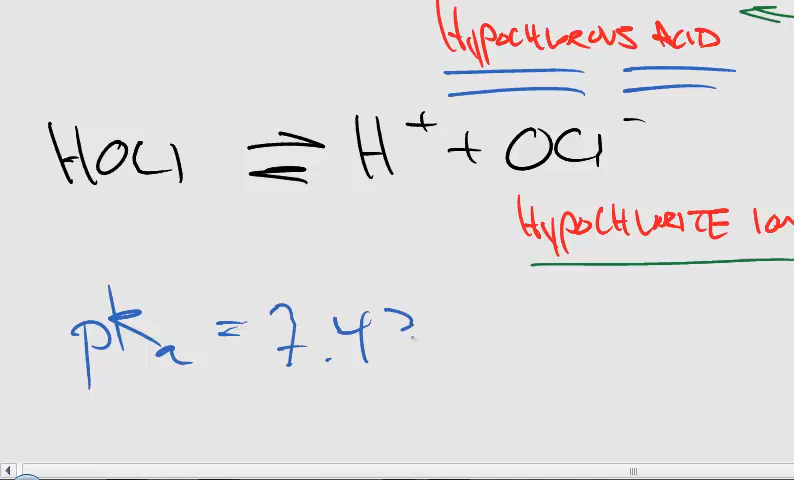 HYPOCHLOROUS ACID
HOCl ⇌ H⁺ + OCl⁻
HYPOCHLORITE ION
pKa = 7.4